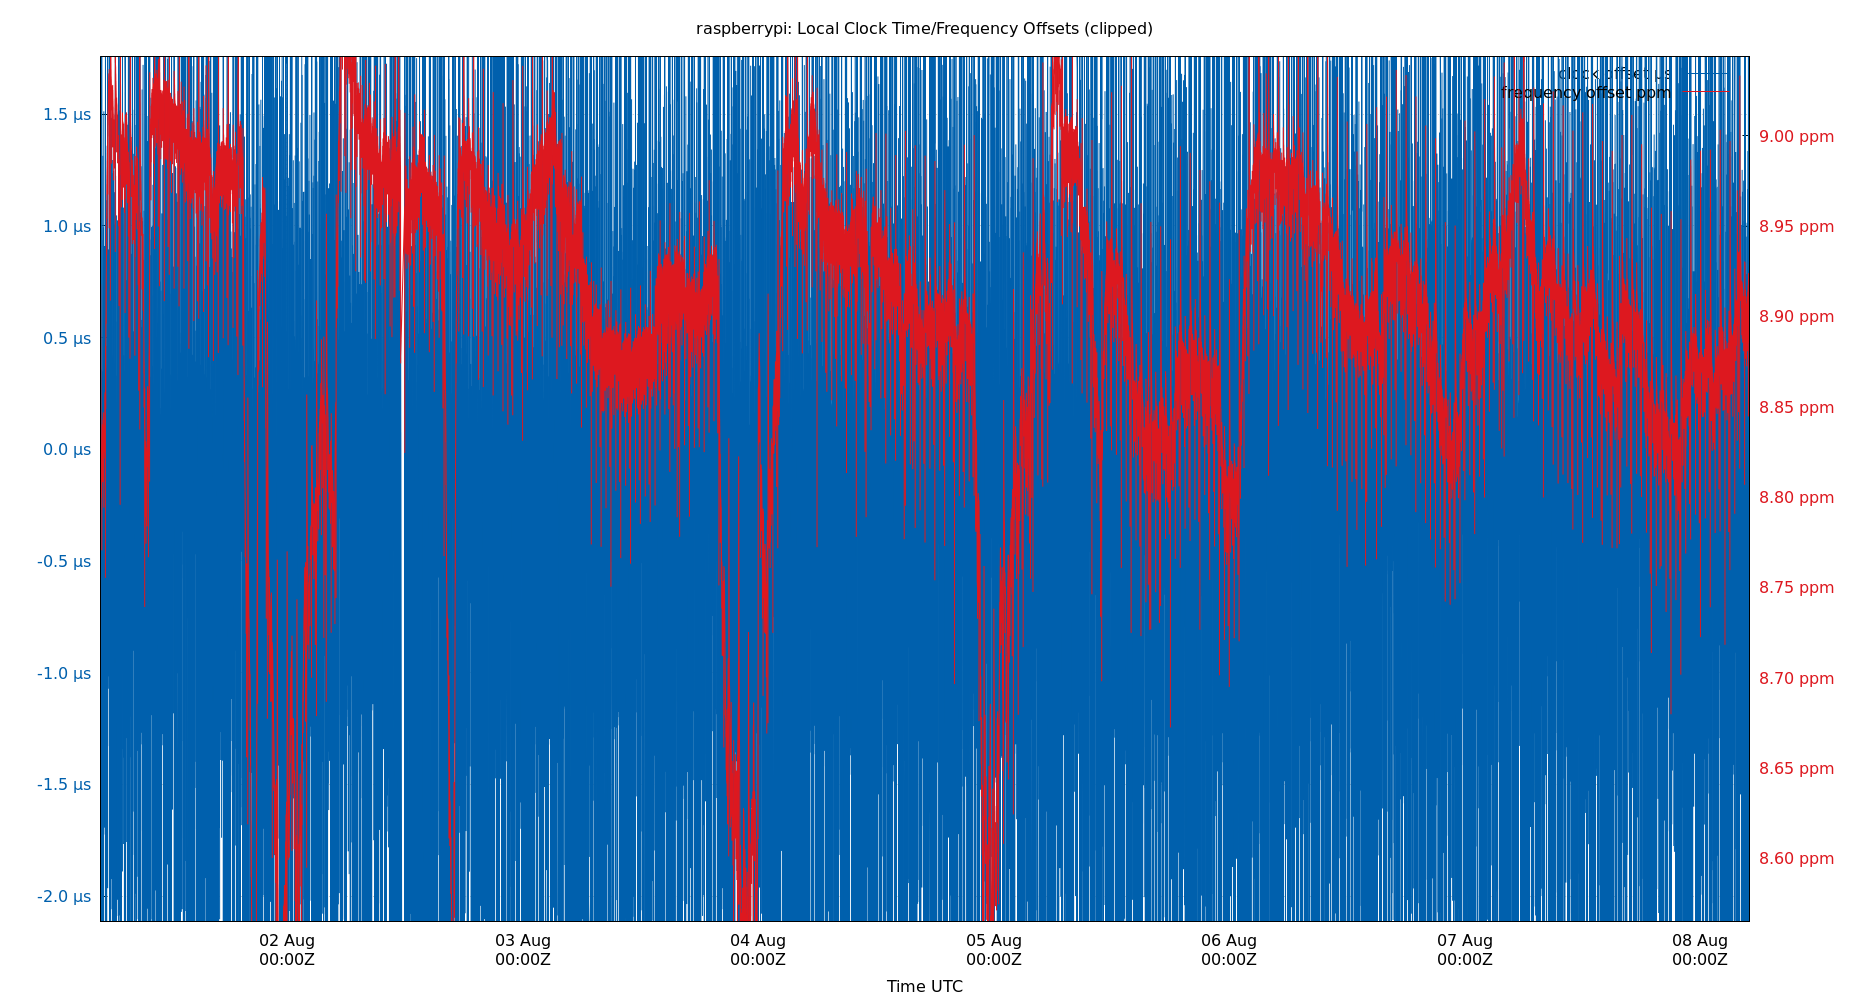 raspberrypi: Local Clock Time/Frequency Offsets (clipped)
clock offset µs
frequency offset ppm
1.5 µs
1.0 µs
0.5 µs
0.0 µs
-0.5 µs
-1.0 µs
-1.5 µs
-2.0 µs
9.00 ppm
8.95 ppm
8.90 ppm
8.85 ppm
8.80 ppm
8.75 ppm
8.70 ppm
8.65 ppm
8.60 ppm
02 Aug
00:00Z
03 Aug
00:00Z
04 Aug
00:00Z
05 Aug
00:00Z
06 Aug
00:00Z
07 Aug
00:00Z
08 Aug
00:00Z
Time UTC